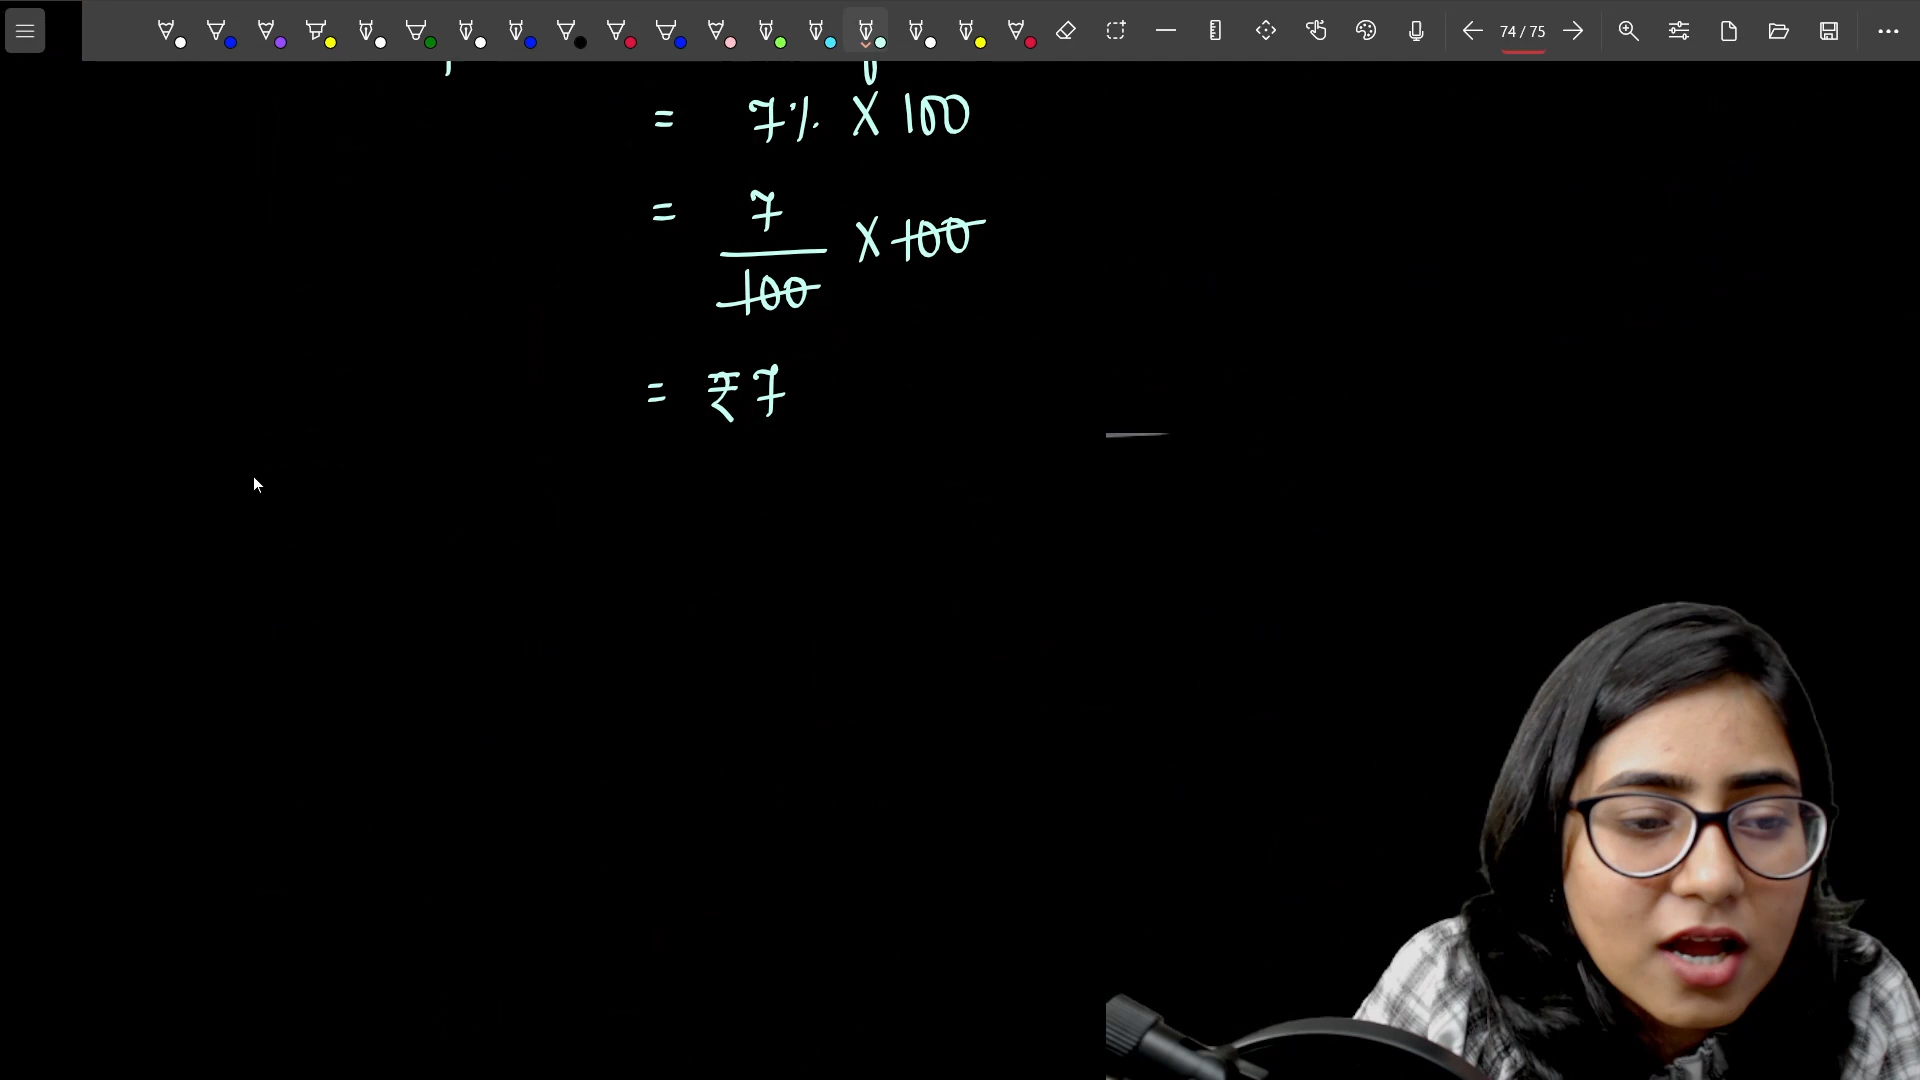 74 / 75
= 7% X 100
= 7/100 X 100
= ₹7